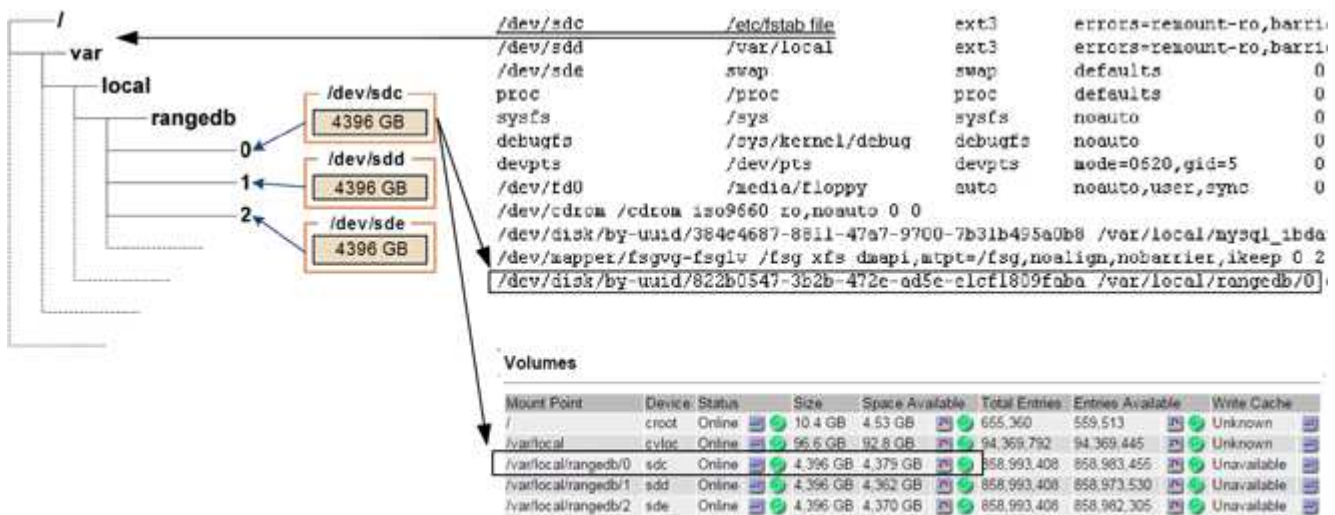 /
var
local
rangedb
0
1
2
/dev/sdc
4396 GB
/dev/sdd
4396 GB
/dev/sde
4396 GB
/dev/sdc /etc/fstab file ext3 errors=remount-ro,barri
/dev/sdd /var/local ext3 errors=remount-ro,barri
/dev/sde swap swap defaults 0
proc /proc proc defaults 0
sysfs /sys sysfs noauto 0
debugfs /sys/kernel/debug debugfs noauto 0
devpts /dev/pts devpts mode=0620,gid=5 0
/dev/fd0 /media/floppy auto noauto,user,sync 0
/dev/cdrom /cdrom iso9660 ro,noauto 0 0
/dev/disk/by-uuid/384c4687-8811-47a7-9700-7b31b495a0b8 /var/local/mysql_ibda
/dev/mapper/fsgvg-fsglv /fsg xfs dmapi,mtpt=/fsg,noalign,nobarrier,ikeep 0 2
/dev/disk/by-uuid/822b0547-3b2b-472e-ad5e-e1cf1809faba /var/local/rangedb/0
Volumes
Mount Point Device Status Size Space Available Total Entries Entries Available Write Cache
/ croot Online 10.4 GB 4.53 GB 655,360 559,513 Unknown
/var/local cvloc Online 96.6 GB 92.8 GB 94,369,792 94,369,445 Unknown
/var/local/rangedb/0 sdc Online 4,396 GB 4,379 GB 858,993,408 858,983,455 Unavailable
/var/local/rangedb/1 sdd Online 4,396 GB 4,362 GB 858,993,408 858,973,530 Unavailable
/var/local/rangedb/2 sde Online 4,396 GB 4,370 GB 858,993,408 858,982,305 Unavailable